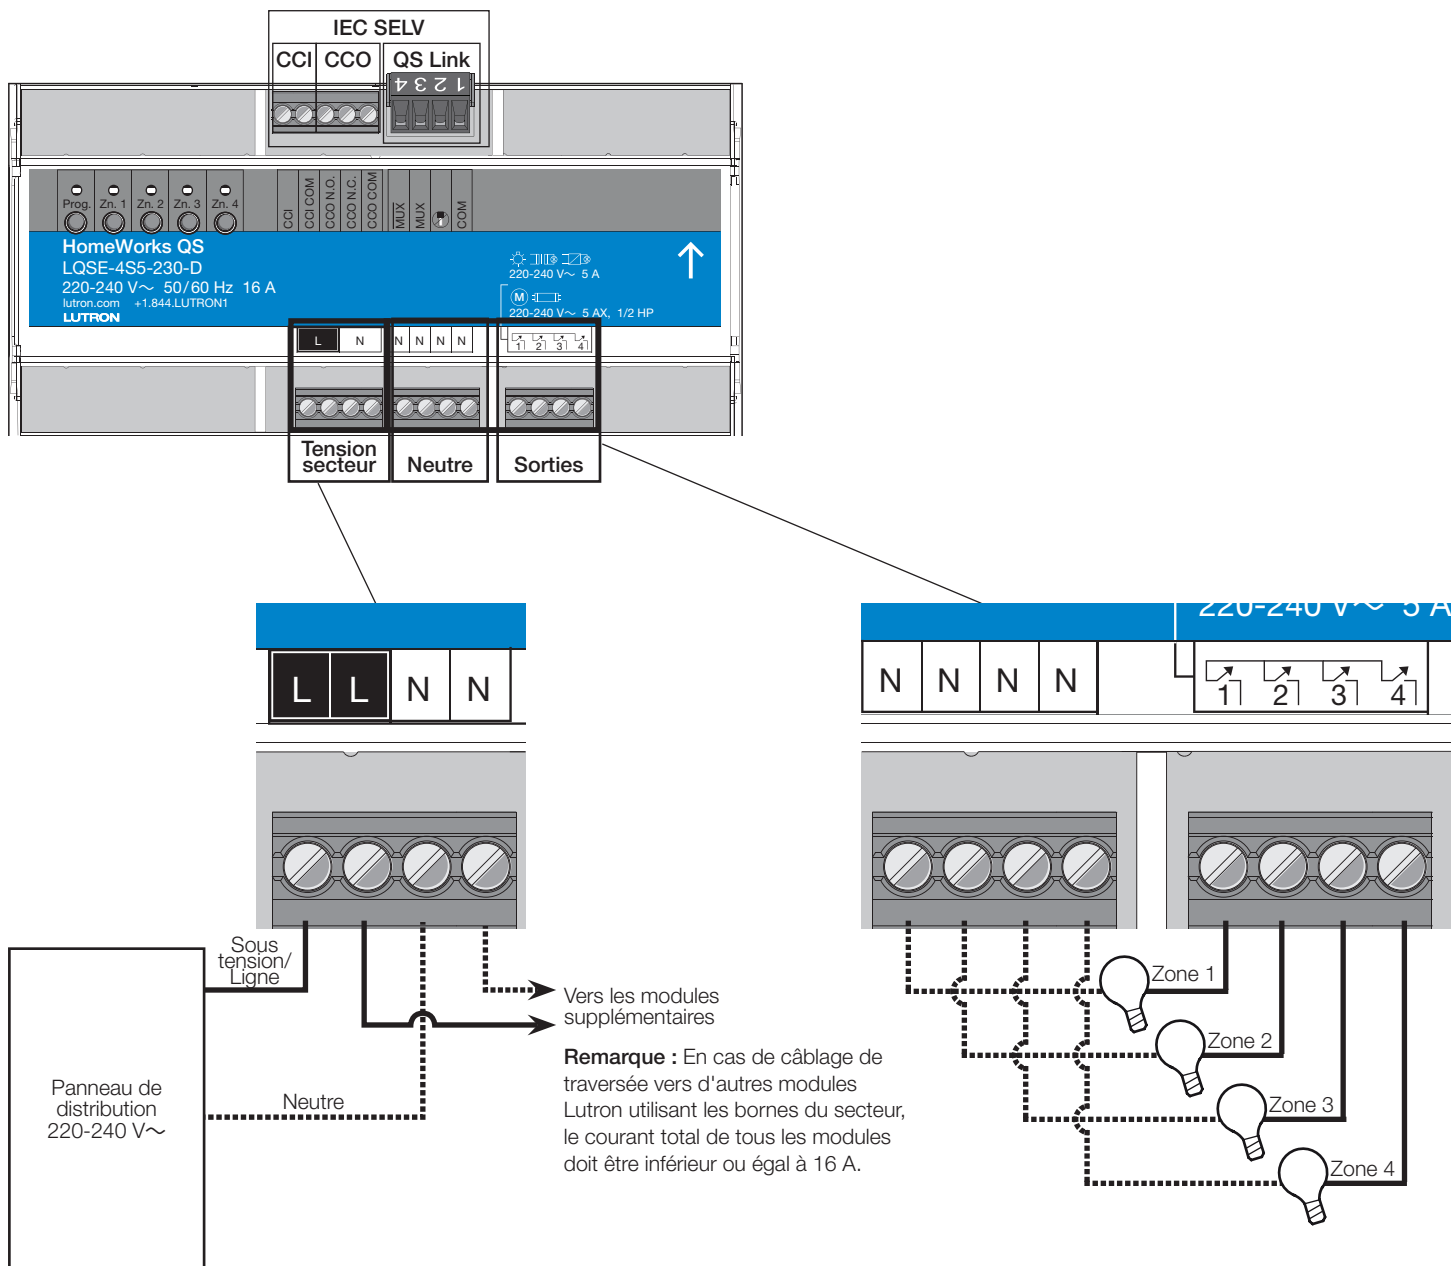 IEC SELV
CCI CCO QS Link
4 3 2 1
Prog. Zn. 1 Zn. 2 Zn. 3 Zn. 4
CCI
CCI COM
CCO N.O.
CCO N.C.
CCO COM
MUX
MUX
COM
HomeWorks QS
LQSE-4S5-230-D
220-240 V~ 50/60 Hz 16 A
lutron.com +1.844.LUTRON1
LUTRON
220-240 V~ 5 A
M
220-240 V~ 5 AX, 1/2 HP
L N N N N N 1 2 3 4
Tension
secteur
Neutre
Sorties
L L N N
Sous
tension/
Ligne
Neutre
Panneau de
distribution
220-240 V~
Vers les modules
supplémentaires
Remarque : En cas de câblage de
traversée vers d'autres modules
Lutron utilisant les bornes du secteur,
le courant total de tous les modules
doit être inférieur ou égal à 16 A.
220-240 V~ 5 A
N N N N 1 2 3 4
Zone 1
Zone 2
Zone 3
Zone 4